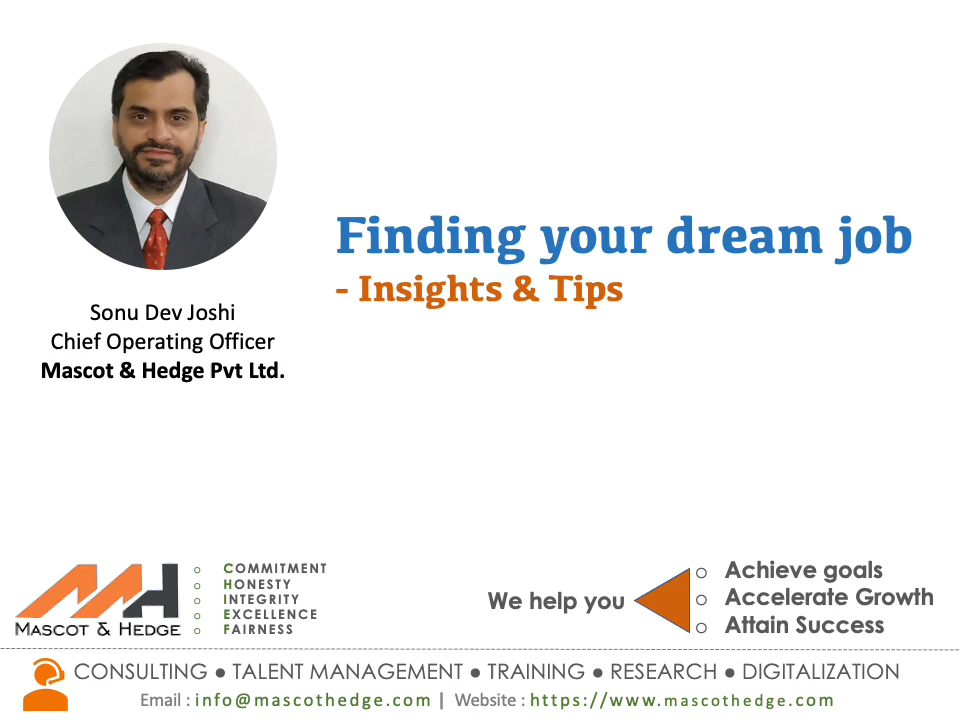 Finding your dream job
- Insights & Tips
Sonu Dev Joshi
Chief Operating Officer
Mascot & Hedge Pvt Ltd.
MASCOT & HEDGE
o COMMITMENT
o HONESTY
o INTEGRITY
o EXCELLENCE
o FAIRNESS
We help you
o Achieve goals
o Accelerate Growth
o Attain Success
CONSULTING ● TALENT MANAGEMENT ● TRAINING ● RESEARCH ● DIGITALIZATION
Email : info@mascothedge.com | Website : https://www.mascothedge.com